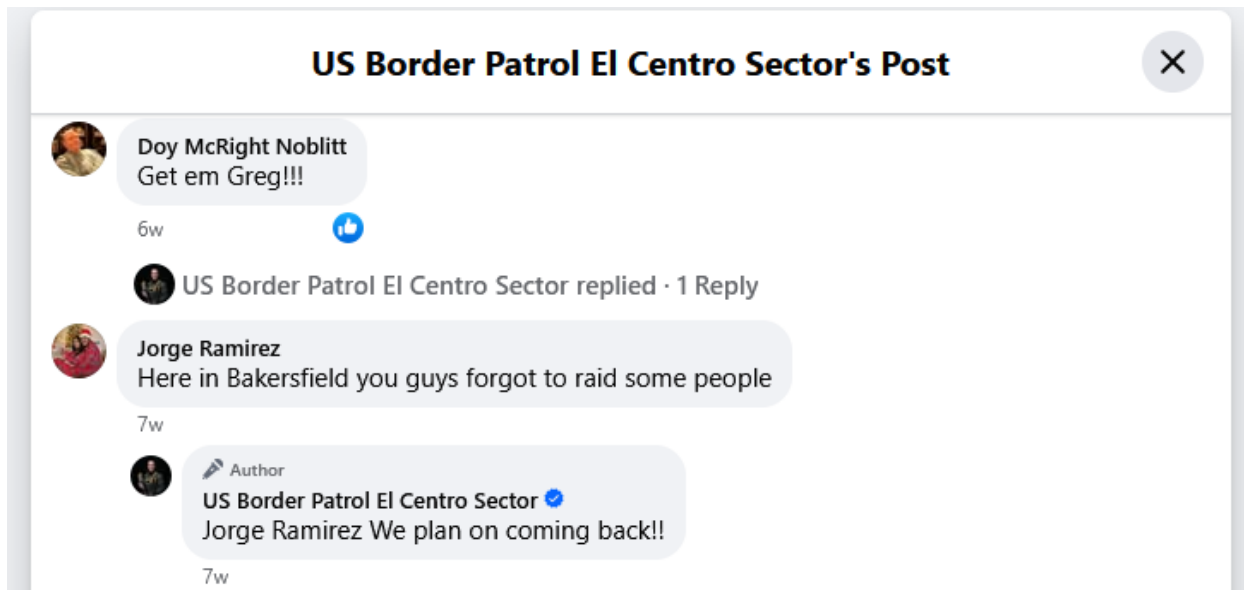 US Border Patrol El Centro Sector's Post
Doy McRight Noblitt
Get em Greg!!!
6w
US Border Patrol El Centro Sector replied · 1 Reply
Jorge Ramirez
Here in Bakersfield you guys forgot to raid some people
7w
Author
US Border Patrol El Centro Sector
Jorge Ramirez We plan on coming back!!
7w